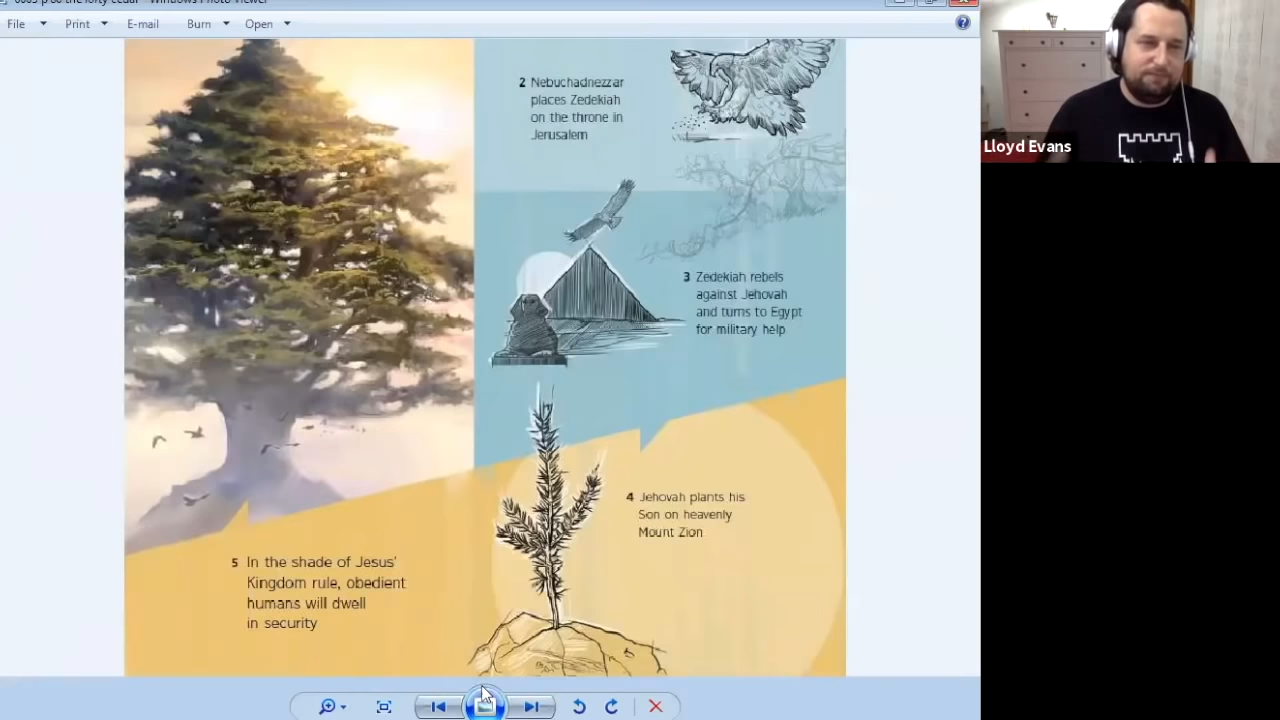 File
Print
E-mail
Burn
Open
Lloyd Evans
2 Nebuchadnezzar
places Zedekiah
on the throne in
Jerusalem
3 Zedekiah rebels
against Jehovah
and turns to Egypt
for military help
4 Jehovah plants his
Son on heavenly
Mount Zion
5 In the shade of Jesus'
Kingdom rule, obedient
humans will dwell
in security